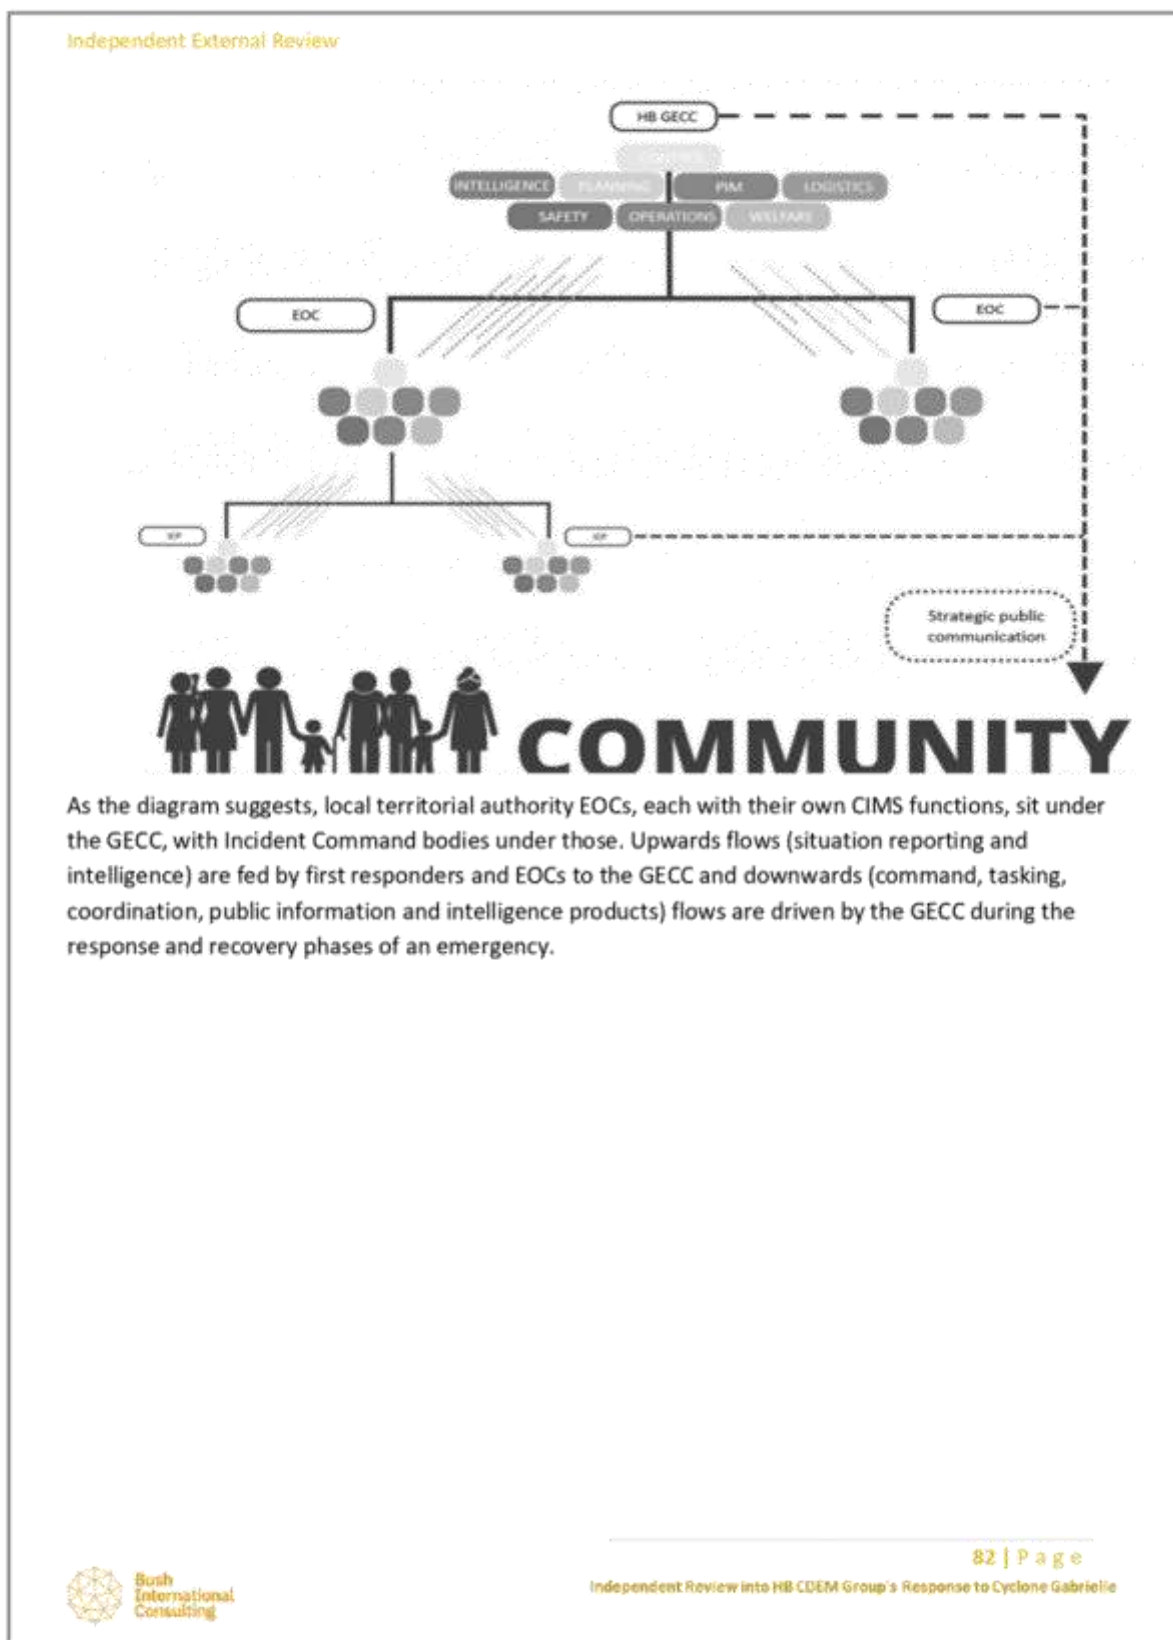 Independent External Review
HB GECC
CONTROL
INTELLIGENCE
PLANNING
PIM
LOGISTICS
SAFETY
OPERATIONS
WELFARE
EOC
EOC
Strategic public
communication
COMMUNITY
As the diagram suggests, local territorial authority EOCs, each with their own CIMS functions, sit under
the GECC, with Incident Command bodies under those. Upwards flows (situation reporting and
intelligence) are fed by first responders and EOCs to the GECC and downwards (command, tasking,
coordination, public information and intelligence products) flows are driven by the GECC during the
response and recovery phases of an emergency.
82 | P a g e
Independent Review into HB CDEM Group's Response to Cyclone Gabrielle
Bush
International
Consulting